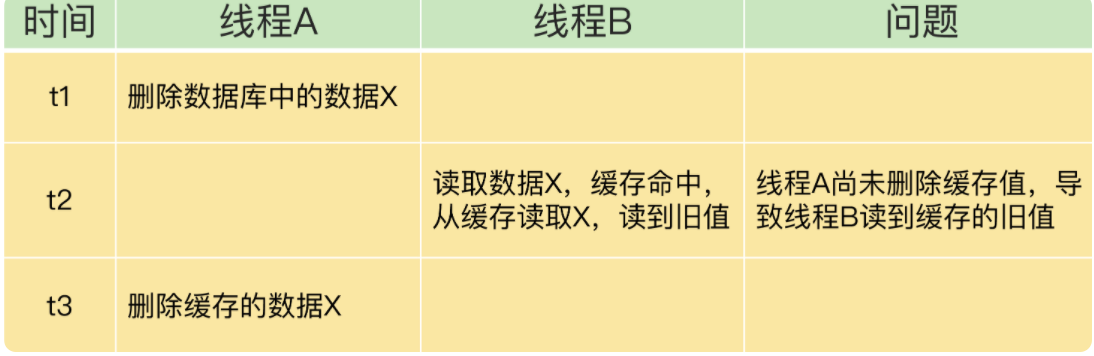 时间 线程A 线程B 问题
t1 删除数据库中的数据X
t2 读取数据X，缓存命中， 线程A尚未删除缓存值，导
从缓存读取X，读到旧值 致线程B读到缓存的旧值
t3 删除缓存的数据X